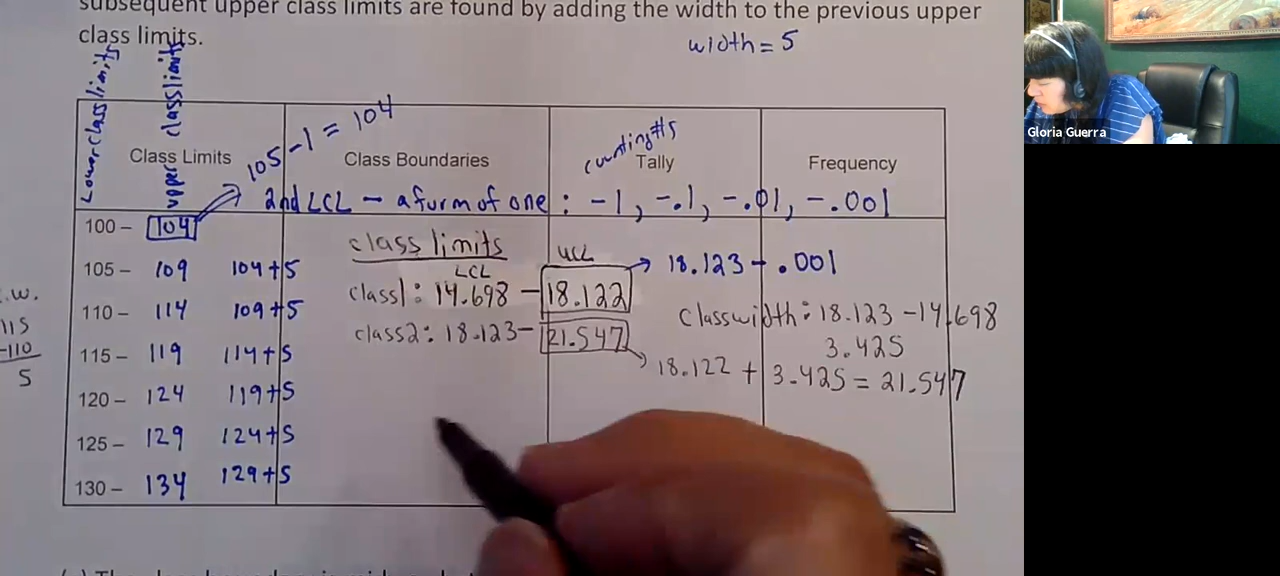 subsequent upper class limits are found by adding the width to the previous upper
class limits.
width = 5
Lower class limits
upper class limits
Class Limits
105 - 1 = 104
Class Boundaries
counting #s
Tally
Frequency
2nd LCL - a form of one : -1, -.1, -.01, -.001
100 - 104
105 - 109 104+5
110 - 114 109+5
115 - 119 114+5
120 - 124 119+5
125 - 129 124+5
130 - 134 129+5
class limits
LCL
UCL
class1: 14.698 - 18.122
18.123 - .001
class2: 18.123 - 21.547
classwidth: 18.123 - 14.698
3.425
18.122 + 3.425 = 21.547
.w.
115
-110
5
Gloria Guerra